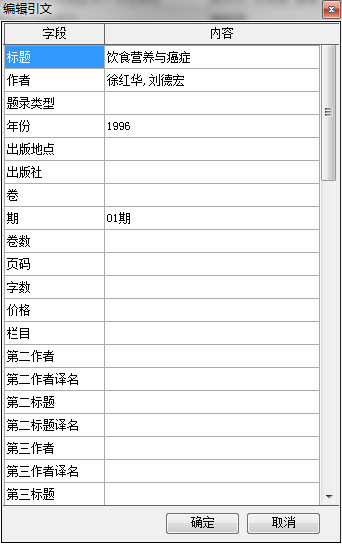 编辑引文
字段 内容
标题 饮食营养与癌症
作者 徐红华, 刘德宏
题录类型
年份 1996
出版地点
出版社
卷
期 01期
卷数
页码
字数
价格
栏目
第二作者
第二作者译名
第二标题
第二标题译名
第三作者
第三作者译名
第三标题
确定 取消